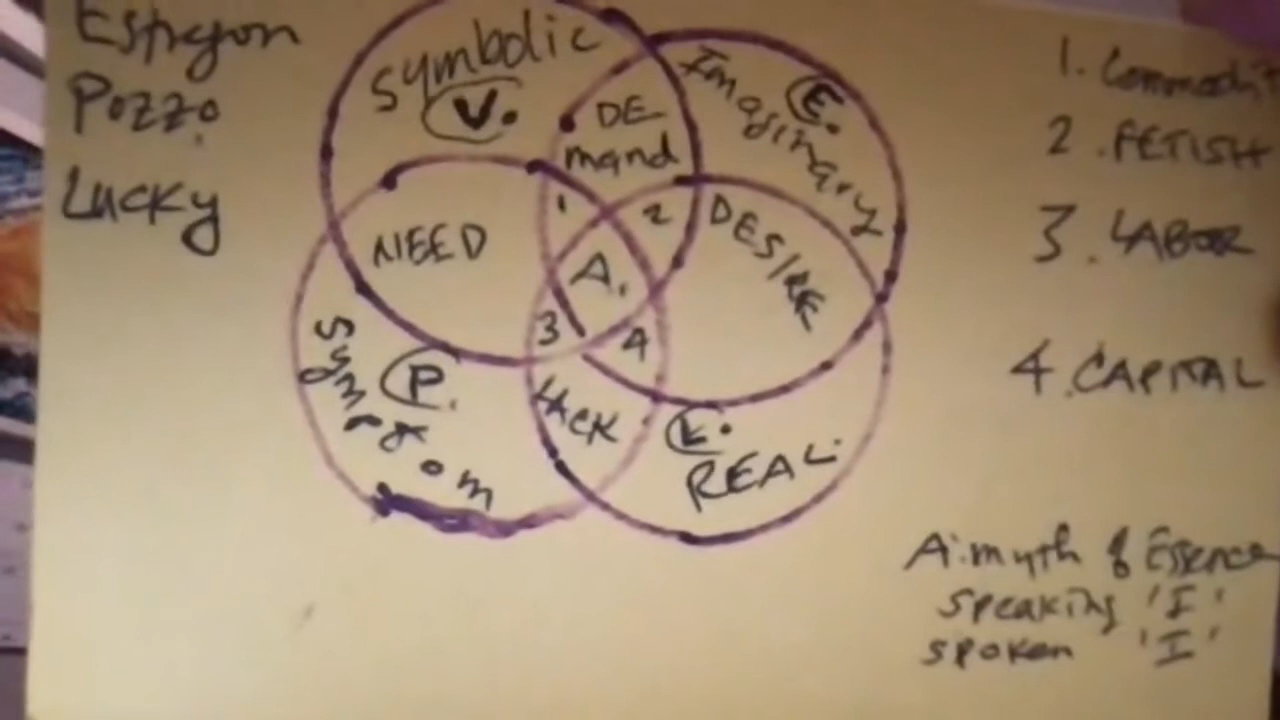 Estragon
Pozzo
Lucky
Symbolic
V.
DE
mand
Imaginary
E.
NEED
1
2
DESIRE
A.
3
4
Symptom
P.
LACK
L.
REAL
1. Commodit
2. FETISH
3. LABOR
4. CAPITAL
A: myth of Essence
speaking 'I'
spoken 'I'